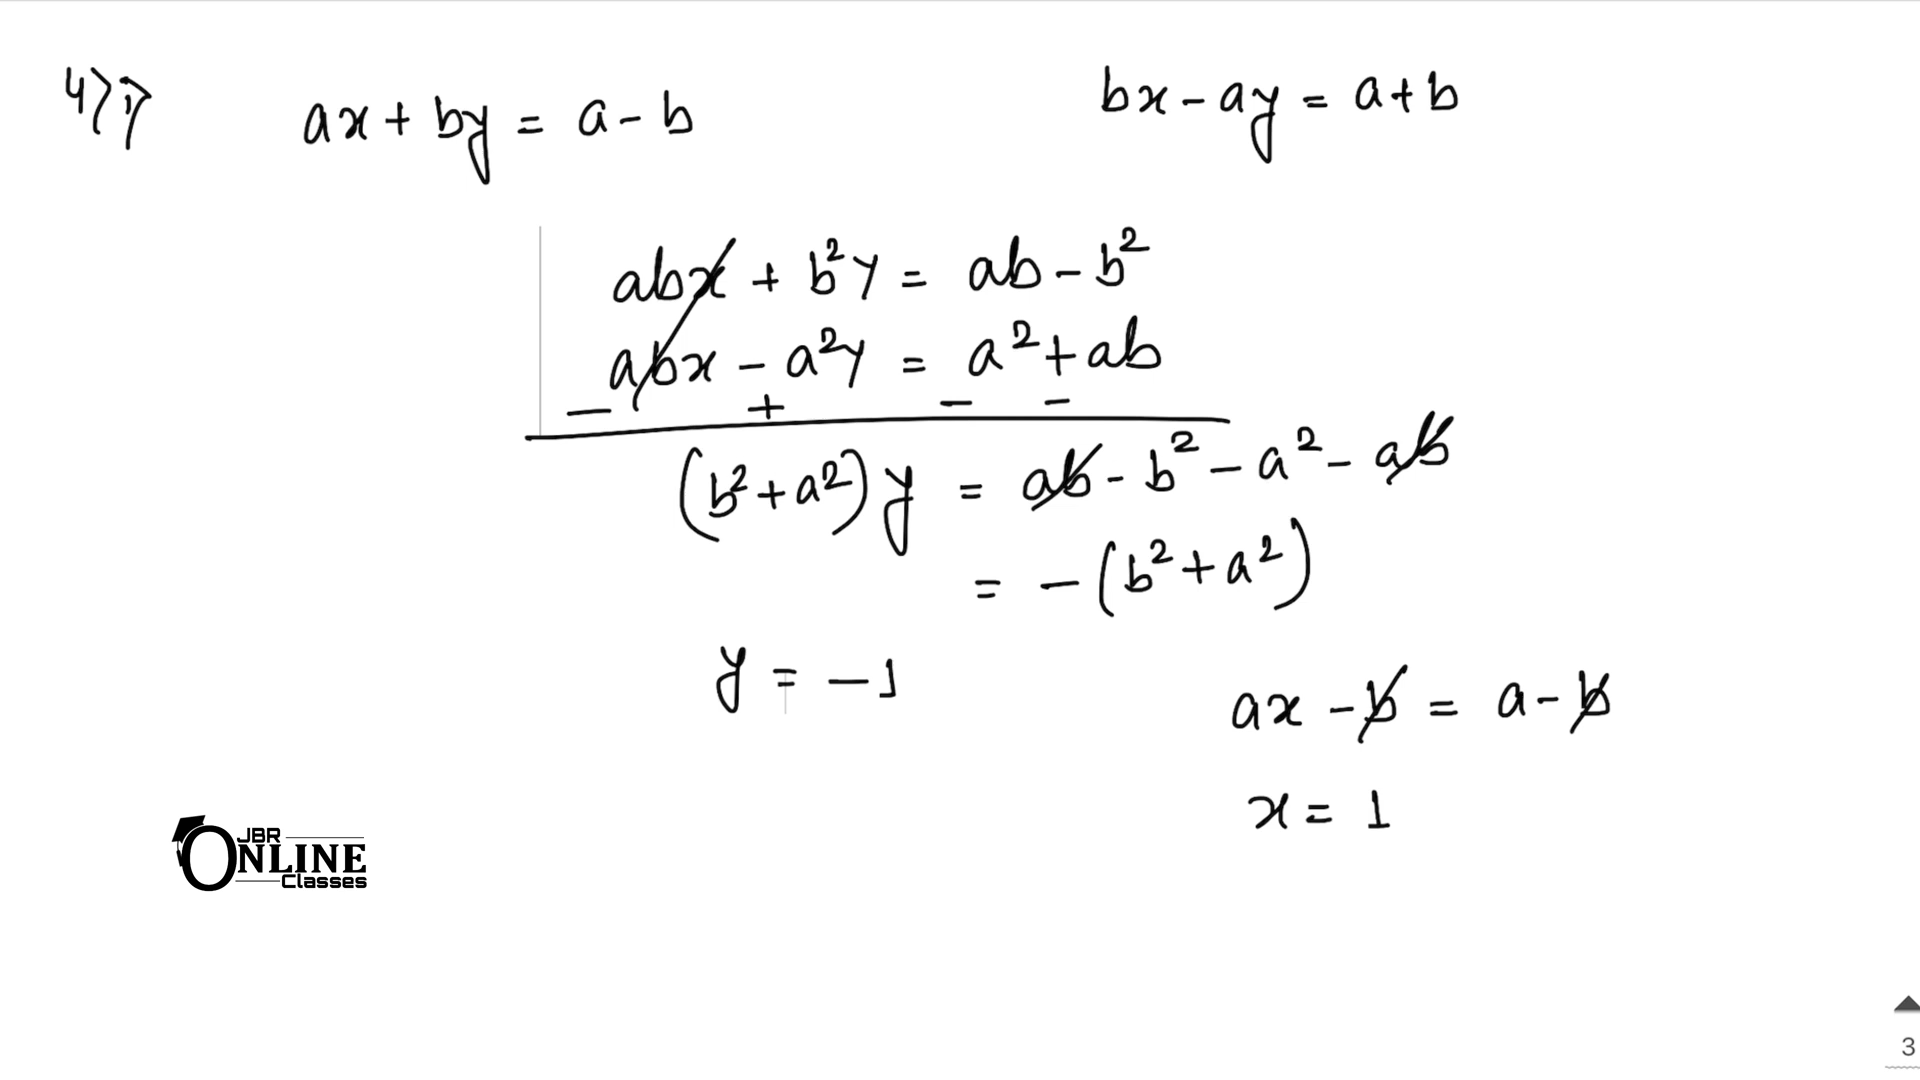 4) i)
ax + by = a - b
bx - ay = a + b
abx + b²y = ab - b²
abx - a²y = a² + ab
- + - -
(b² + a²) y = ab - b² - a² - ab
= -(b² + a²)
y = -1
ax - b = a - b
x = 1
JBR
ONLINE
Classes
3